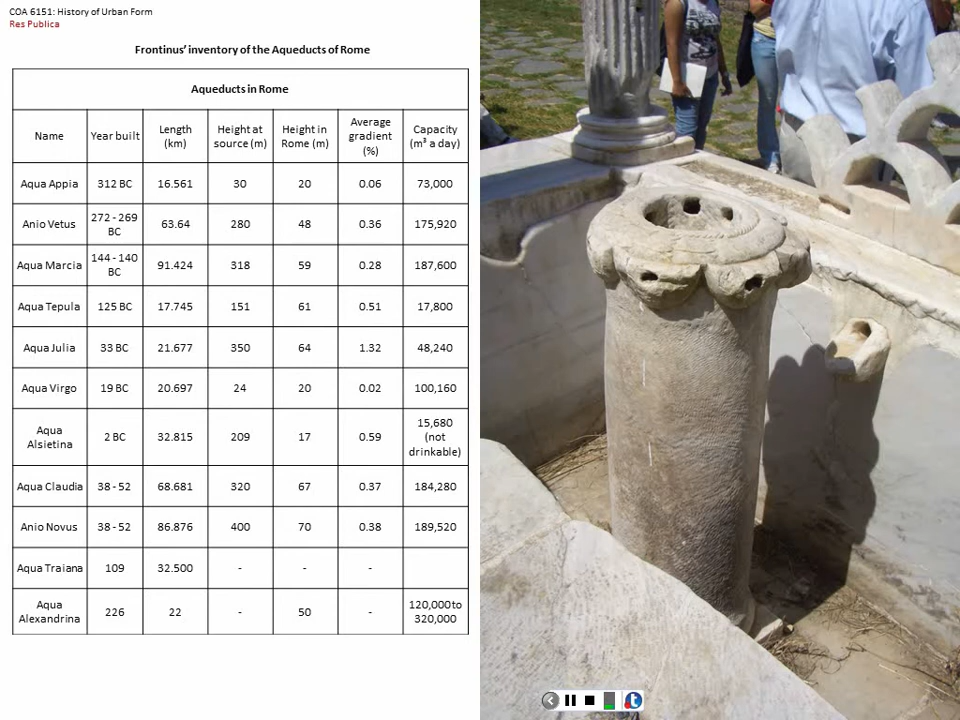 COA 6151: History of Urban Form
Res Publica
Frontinus' inventory of the Aqueducts of Rome
Aqueducts in Rome
Name Year built Length (km) Height at source (m) Height in Rome (m) Average gradient (%) Capacity (m³ a day)
Aqua Appia 312 BC 16.561 30 20 0.06 73,000
Anio Vetus 272 - 269 BC 63.64 280 48 0.36 175,920
Aqua Marcia 144 - 140 BC 91.424 318 59 0.28 187,600
Aqua Tepula 125 BC 17.745 151 61 0.51 17,800
Aqua Julia 33 BC 21.677 350 64 1.32 48,240
Aqua Virgo 19 BC 20.697 24 20 0.02 100,160
Aqua Alsietina 2 BC 32.815 209 17 0.59 15,680 (not drinkable)
Aqua Claudia 38 - 52 68.681 320 67 0.37 184,280
Anio Novus 38 - 52 86.876 400 70 0.38 189,520
Aqua Traiana 109 32.500 - - -
Aqua Alexandrina 226 22 - 50 - 120,000 to 320,000